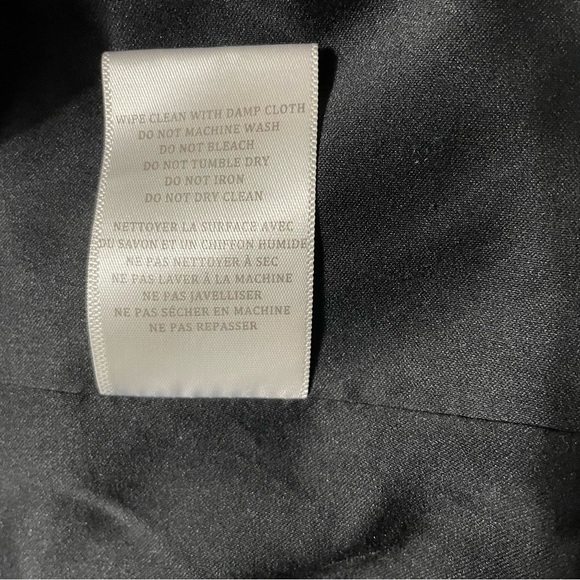 WIPE CLEAN WITH DAMP CLOTH
DO NOT MACHINE WASH
DO NOT BLEACH
DO NOT TUMBLE DRY
DO NOT IRON
DO NOT DRY CLEAN
NETTOYER LA SURFACE AVEC
DU SAVON ET UN CHIFFON HUMIDE
NE PAS NETTOYER À SEC
NE PAS LAVER À LA MACHINE
NE PAS JAVELLISER
NE PAS SÉCHER EN MACHINE
NE PAS REPASSER